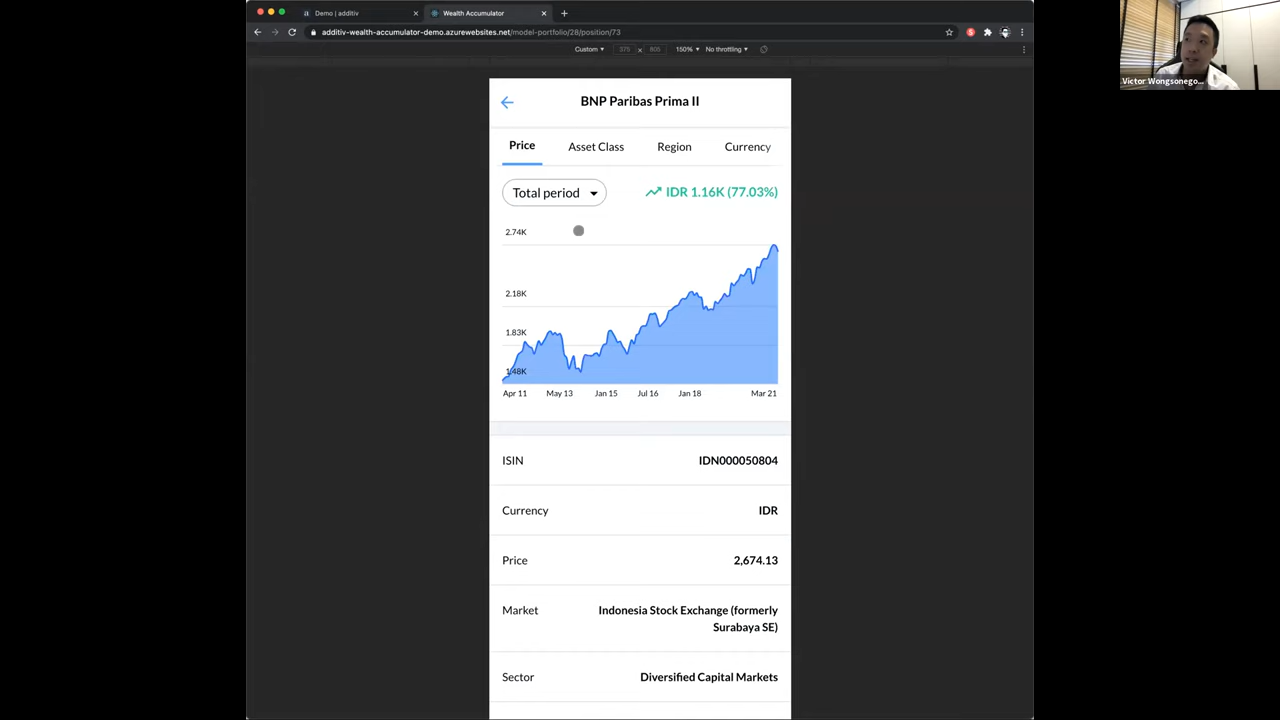 Demo | additiv
Wealth Accumulator
additiv-wealth-accumulator-demo.azurewebsites.net/model-portfolio/28/position/73
Custom 375 × 805 150% No throttling
Victor Wongsonego...
BNP Paribas Prima II
Price Asset Class Region Currency
Total period IDR 1.16K (77.03%)
2.74K
2.18K
1.83K
1.48K
Apr 11 May 13 Jan 15 Jul 16 Jan 18 Mar 21
ISIN IDN000050804
Currency IDR
Price 2,674.13
Market Indonesia Stock Exchange (formerly
Surabaya SE)
Sector Diversified Capital Markets